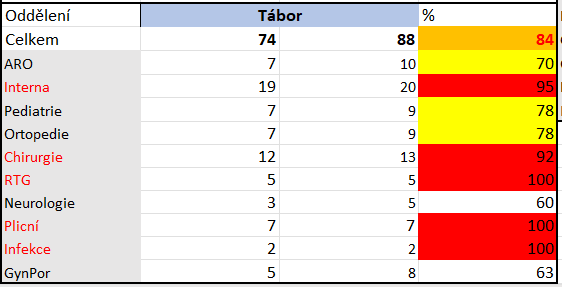 Oddělení Tábor %
Celkem 74 88 84
ARO 7 10 70
Interna 19 20 95
Pediatrie 7 9 78
Ortopedie 7 9 78
Chirurgie 12 13 92
RTG 5 5 100
Neurologie 3 5 60
Plicní 7 7 100
Infekce 2 2 100
GynPor 5 8 63